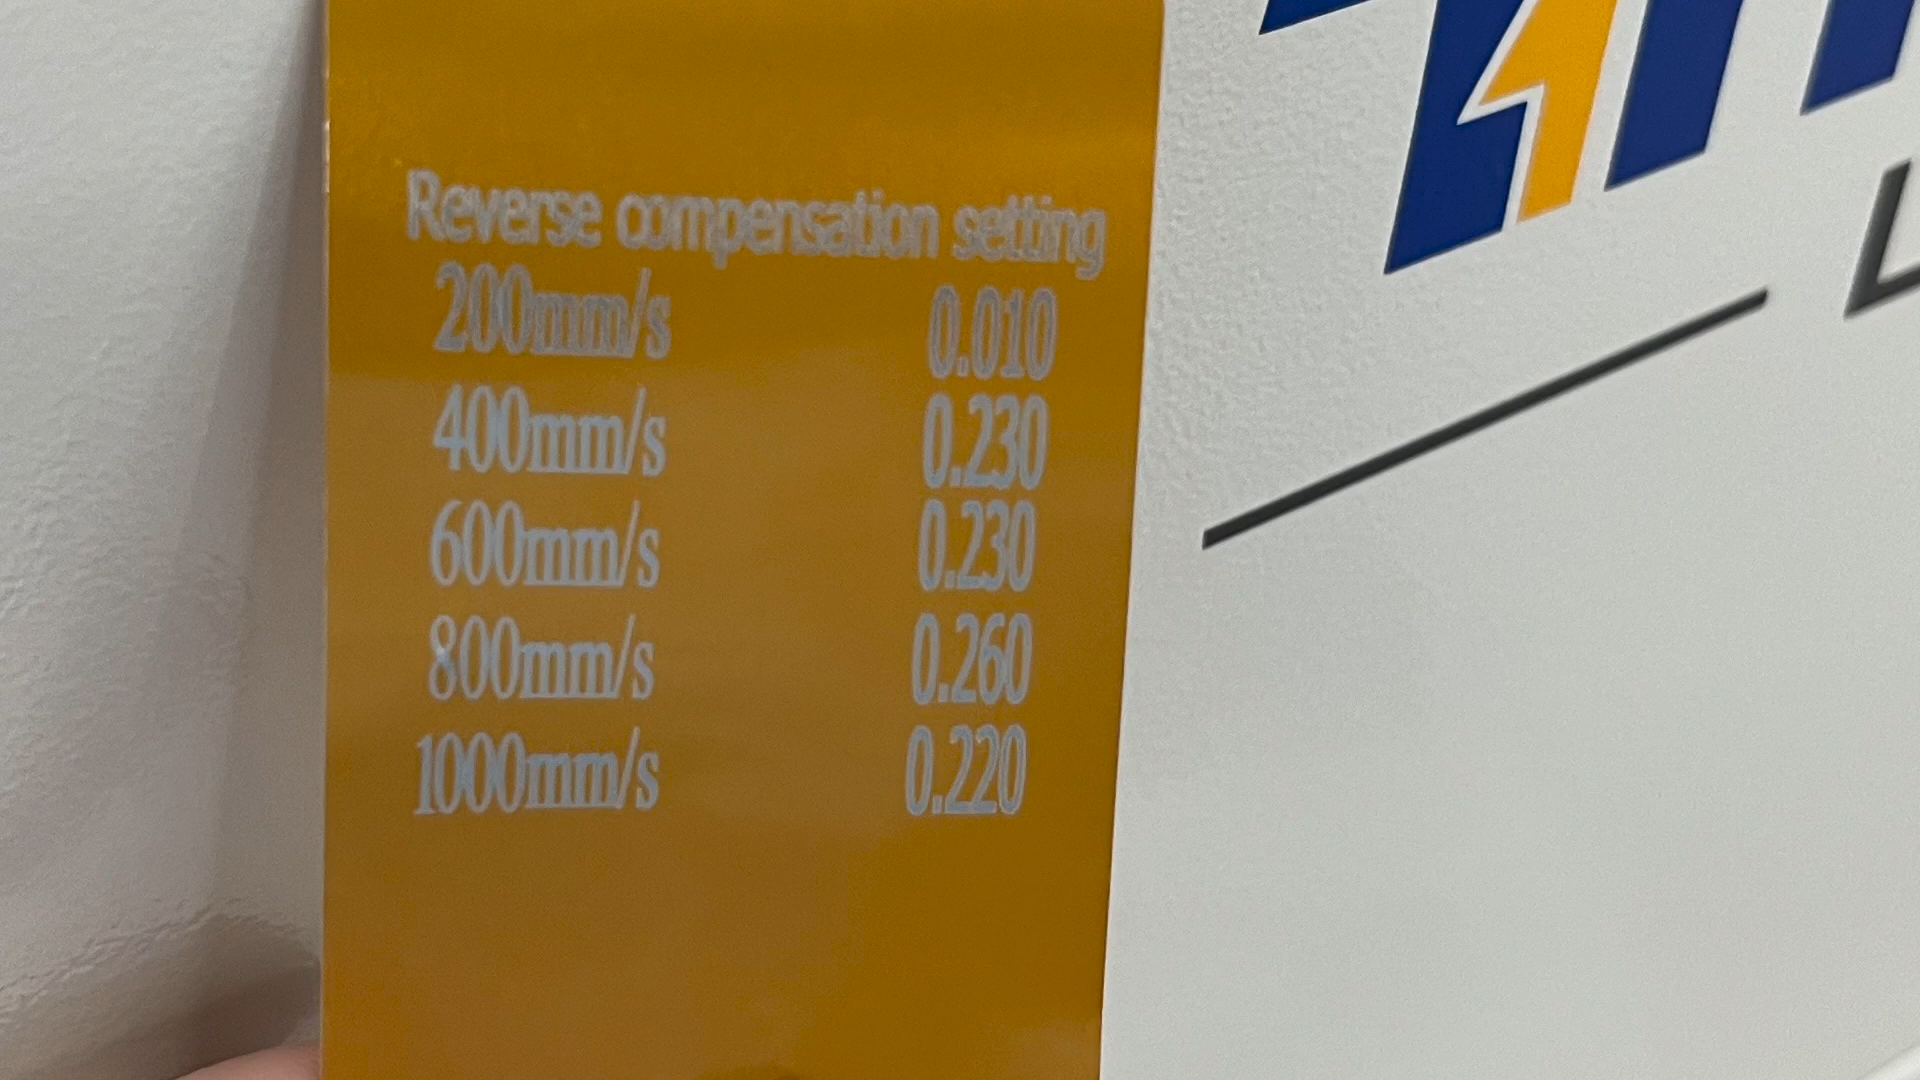 Reverse compensation setting
200mm/s 0.010
400mm/s 0.230
600mm/s 0.230
800mm/s 0.260
1000mm/s 0.220